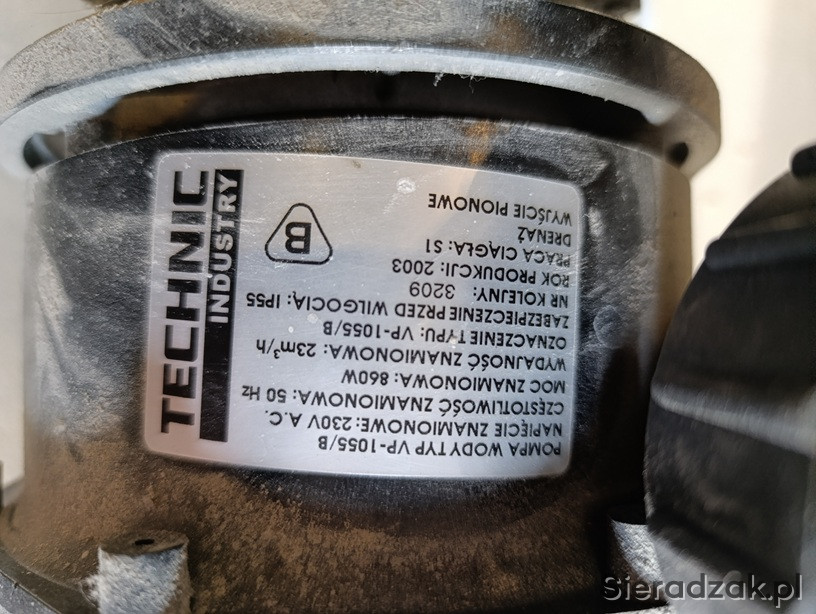 TECHNIC
INDUSTRY
POMPA WODY TYP VP-1055/B
NAPIĘCIE ZNAMIONOWE: 230V A.C.
CZĘSTOTLIWOŚĆ ZNAMIONOWA: 50 Hz
MOC ZNAMIONOWA: 860W
WYDAJNOŚĆ ZNAMIONOWA: 23m³/h
OZNACZENIE TYPU: VP-1055/B
ZABEZPIECZENIE PRZED WILGOCIĄ: IP55
NR KOLEJNY: 3209
ROK PRODUKCJI: 2003
PRACA CIĄGŁA: S1
DRENAŻ
WYJŚCIE PIONOWE
B
Sieradzak.pl